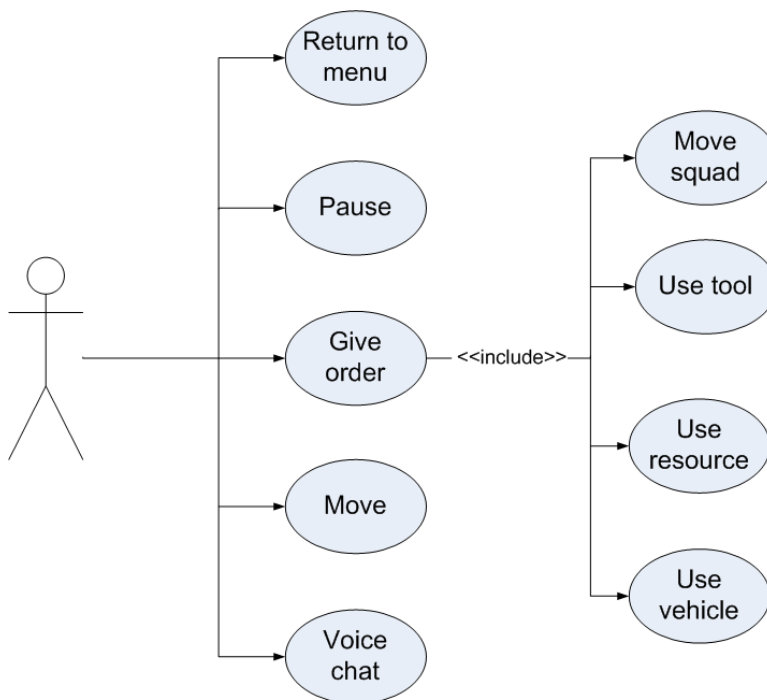 Return to
menu
Pause
Give
order
Move
Voice
chat
<<include>>
Move
squad
Use tool
Use
resource
Use
vehicle